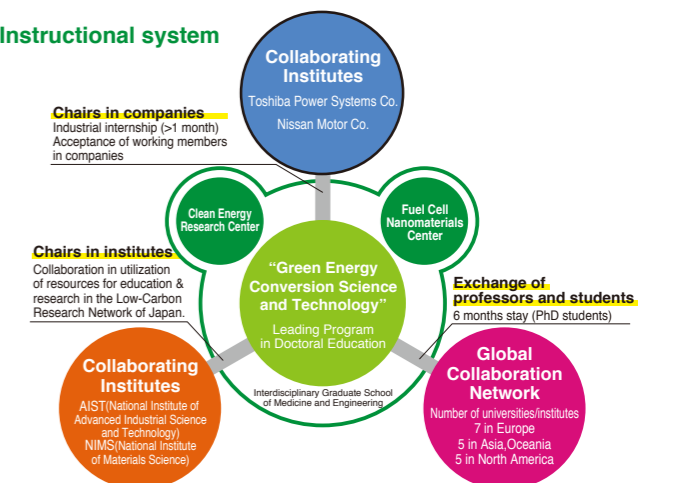 Instructional system
Collaborating
Institutes
Toshiba Power Systems Co.
Nissan Motor Co.
Chairs in companies
Industrial internship (>1 month)
Acceptance of working members
in companies
Clean Energy
Research Center
Fuel Cell
Nanomaterials
Center
“Green Energy
Conversion Science
and Technology”
Leading Program
in Doctoral Education
Chairs in institutes
Collaboration in utilization
of resources for education &
research in the Low-Carbon
Research Network of Japan.
Exchange of
professors and students
6 months stay (PhD students)
Collaborating
Institutes
AIST(National Institute of
Advanced Industrial Science
and Technology)
NIMS(National Institute
of Materials Science)
Interdisciplinary Graduate School
of Medicine and Engineering
Global
Collaboration
Network
Number of universities/institutes
7 in Europe
5 in Asia,Oceania
5 in North America